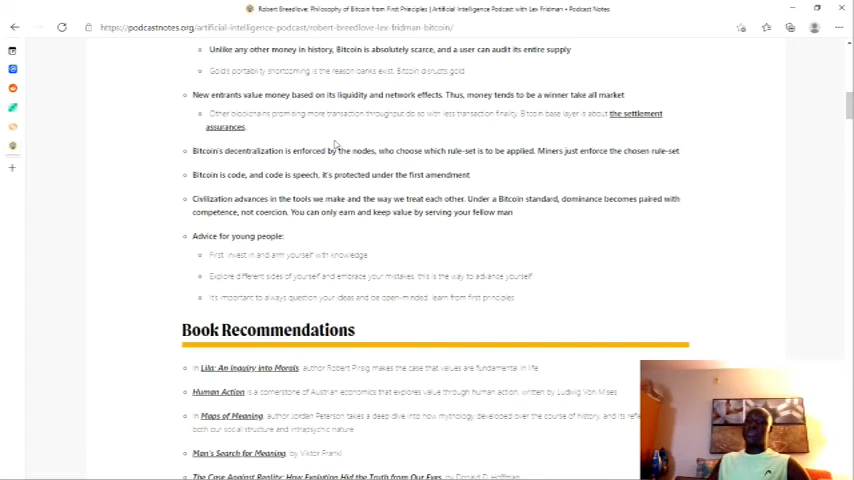 Robert Breedlove: Philosophy of Bitcoin from First Principles | Artificial Intelligence Podcast with Lex Fridman • Podcast Notes
https://podcastnotes.org/artificial-intelligence-podcast/robert-breedlove-lex-fridman-bitcoin/
Unlike any other money in history, Bitcoin is absolutely scarce, and a user can audit its entire supply
Gold's portability shortcoming is the reason banks exist. Bitcoin disrupts gold
New entrants value money based on its liquidity and network effects. Thus, money tends to be a winner take all market
Other blockchains promising more transaction throughput do so with less transaction finality. Bitcoin base layer is about the settlement
assurances.
Bitcoin's decentralization is enforced by the nodes, who choose which rule-set is to be applied. Miners just enforce the chosen rule-set
Bitcoin is code, and code is speech, it's protected under the first amendment
Civilization advances in the tools we make and the way we treat each other. Under a Bitcoin standard, dominance becomes paired with
competence, not coercion. You can only earn and keep value by serving your fellow man
Advice for young people:
First, invest in and arm yourself with knowledge
Explore different sides of yourself and embrace your mistakes: this is the way to advance yourself
It's important to always question your ideas and be open-minded: learn from first principles
Book Recommendations
In Lila: An Inquiry into Morals, author Robert Pirsig makes the case that values are fundamental in life
Human Action is a cornerstone of Austrian economics that explores value through human action, written by Ludwig Von Mises
In Maps of Meaning, author Jordan Peterson takes a deep dive into how mythology developed over the course of history, and its
both our social structure and intrapsychic nature
Man's Search for Meaning, by Viktor Frankl
The Case Against Reality: How Evolution Hid the Truth from Our Eyes, by Donald D. Hoffman